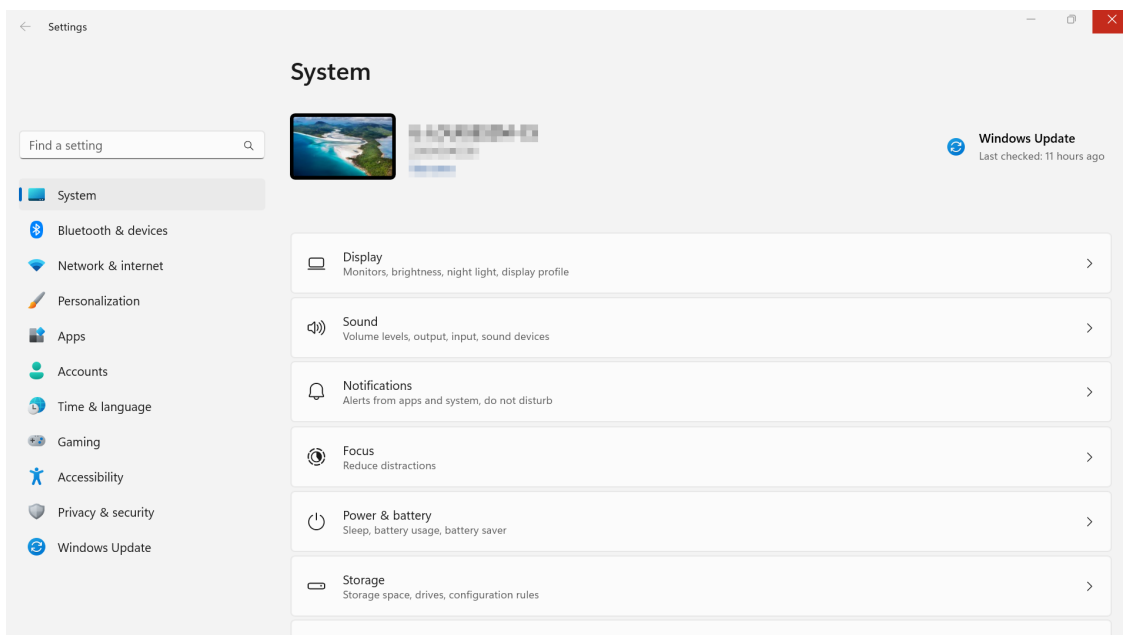 Settings
System
Find a setting
Windows Update
Last checked: 11 hours ago
System
Bluetooth & devices
Network & internet
Personalization
Apps
Accounts
Time & language
Gaming
Accessibility
Privacy & security
Windows Update
Display
Monitors, brightness, night light, display profile
Sound
Volume levels, output, input, sound devices
Notifications
Alerts from apps and system, do not disturb
Focus
Reduce distractions
Power & battery
Sleep, battery usage, battery saver
Storage
Storage space, drives, configuration rules